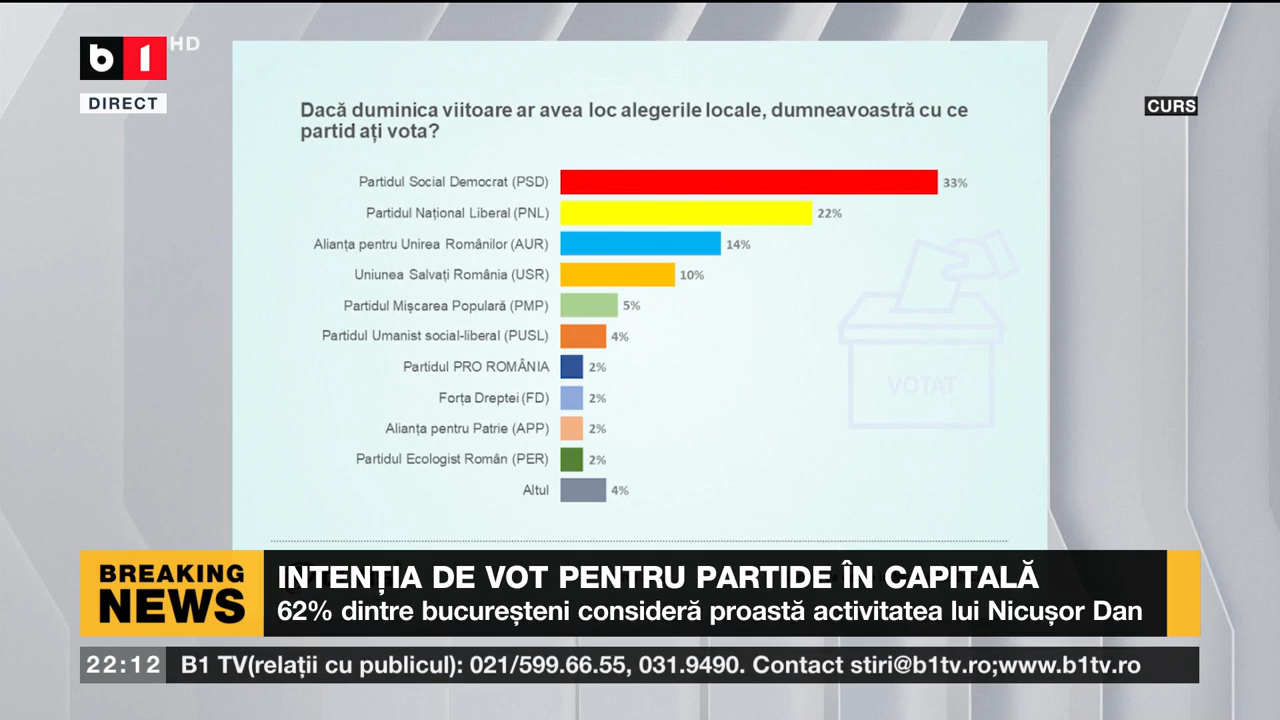 b1 HD
DIRECT
CURS
Dacă duminica viitoare ar avea loc alegerile locale, dumneavoastră cu ce
partid ați vota?
Partidul Social Democrat (PSD) 33%
Partidul Național Liberal (PNL) 22%
Alianța pentru Unirea Românilor (AUR) 14%
Uniunea Salvați România (USR) 10%
Partidul Mișcarea Populară (PMP) 5%
Partidul Umanist social-liberal (PUSL) 4%
Partidul PRO ROMÂNIA 2%
Forța Dreptei (FD) 2%
Alianța pentru Patrie (APP) 2%
Partidul Ecologist Român (PER) 2%
Altul 4%
VOTAT
BREAKING
NEWS
INTENȚIA DE VOT PENTRU PARTIDE ÎN CAPITALĂ
62% dintre bucureșteni consideră proastă activitatea lui Nicușor Dan
22:12 B1 TV(relații cu publicul): 021/599.66.55, 031.9490. Contact stiri@b1tv.ro;www.b1tv.ro